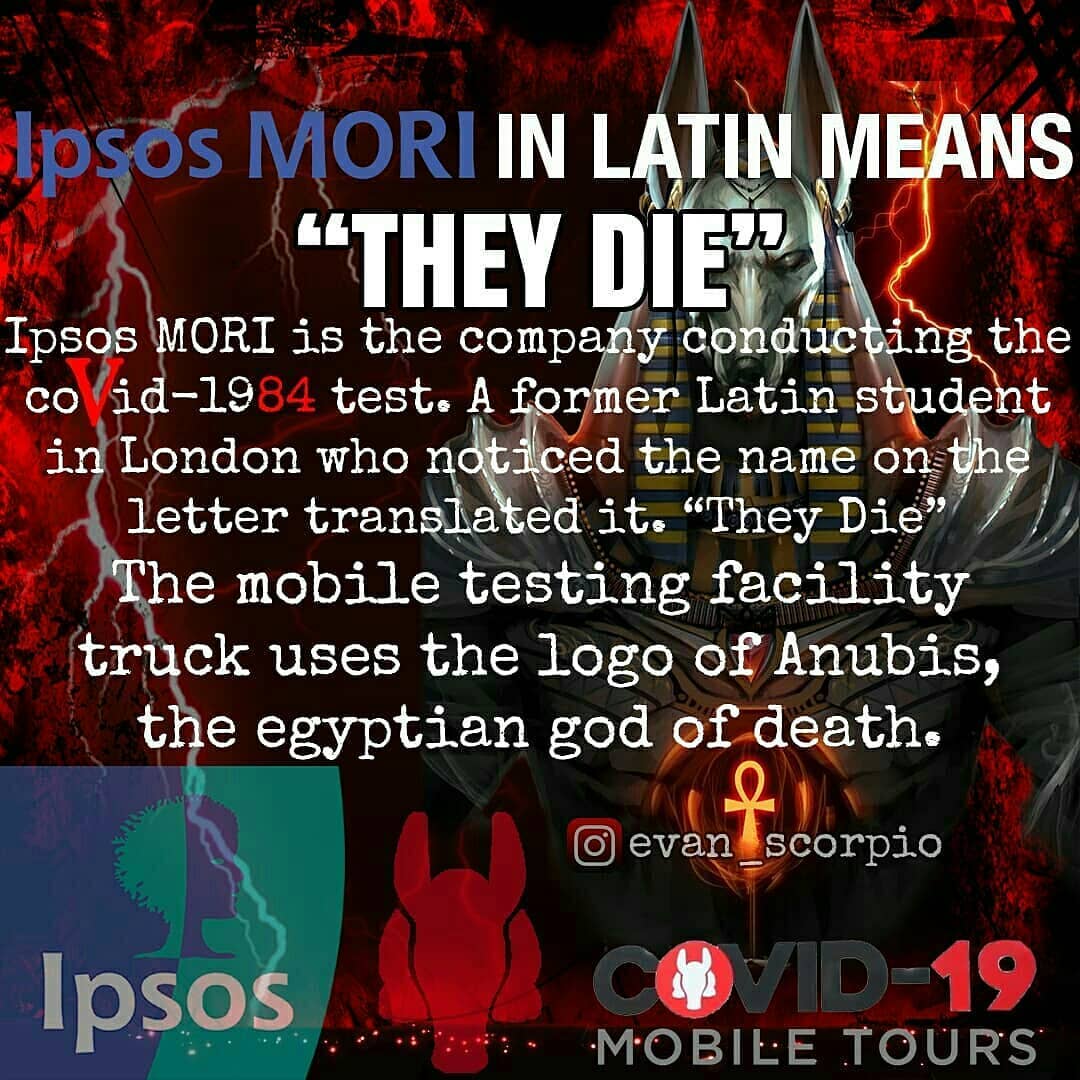 Ipsos MORI IN LATIN MEANS
“THEY DIE”
Ipsos MORI is the company conducting the
coVid-1984 test. A former Latin student
in London who noticed the name on the
letter translated it. “They Die”
The mobile testing facility
truck uses the logo of Anubis,
the egyptian god of death.
evan_scorpio
Ipsos
COVID-19
MOBILE TOURS